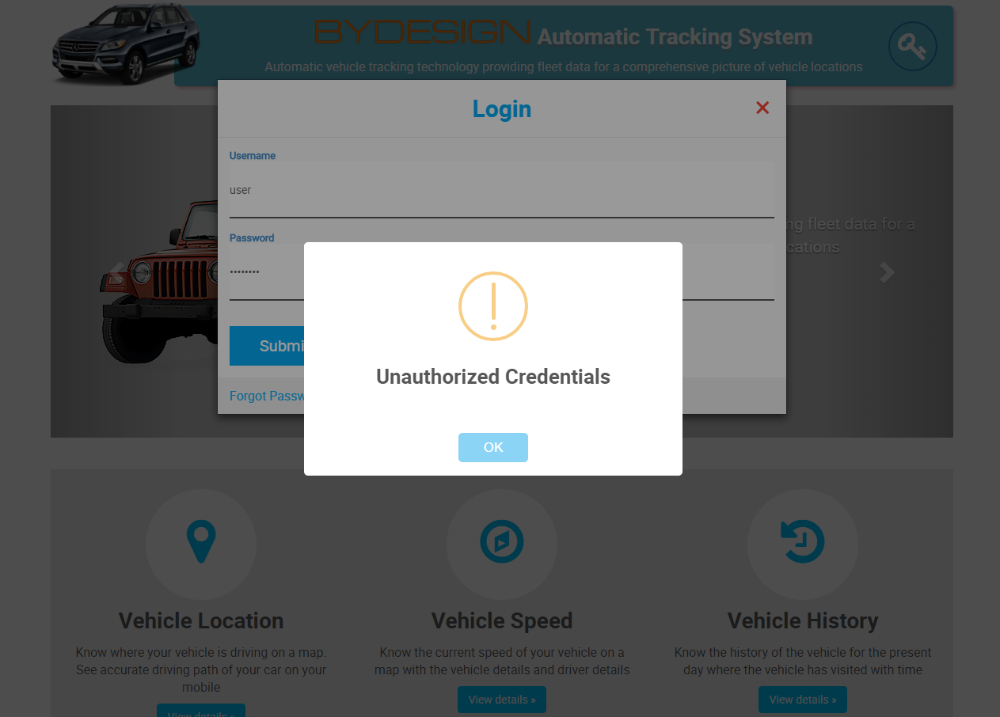 BYDESIGN Automatic Tracking System
Automatic vehicle tracking technology providing fleet data for a comprehensive picture of vehicle locations
Login
Username
user
ng fleet data for a
cations
Password
••••••••
Unauthorized Credentials
Submi
Forgot Passw
OK
Vehicle Location
Know where your vehicle is driving on a map.
See accurate driving path of your car on your
mobile
View details »
Vehicle Speed
Know the current speed of your vehicle on a
map with the vehicle details and driver details
View details »
Vehicle History
Know the history of the vehicle for the present
day where the vehicle has visited with time
View details »